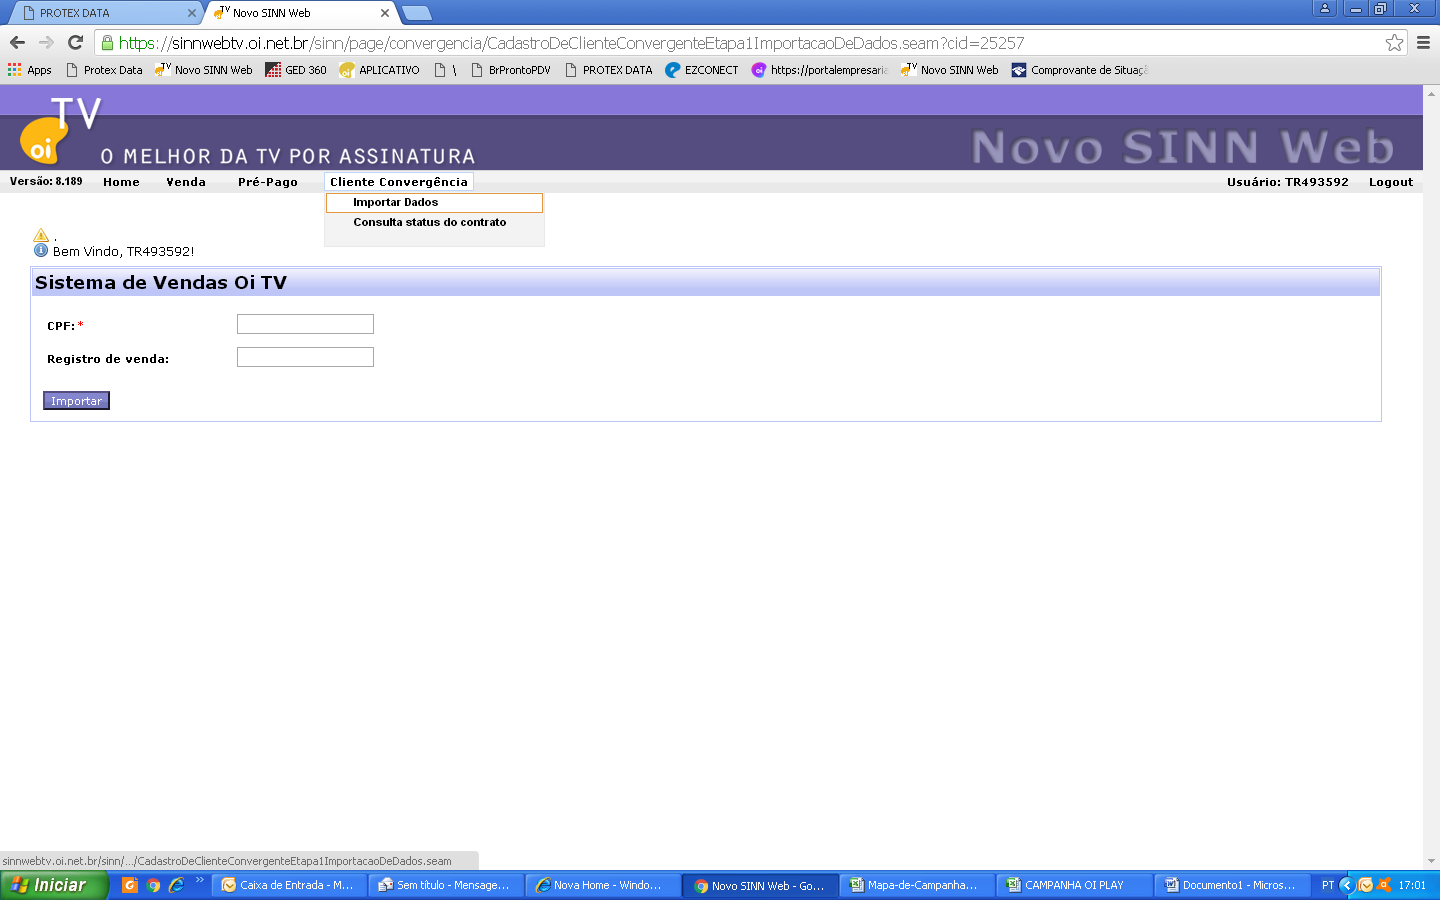 PROTEX DATA
Novo SINN Web
https://sinnwebtv.oi.net.br/sinn/page/convergencia/CadastroDeClienteConvergenteEtapa1ImportacaoDeDados.seam?cid=25257
Apps Protex Data Novo SINN Web GED 360 APLICATIVO \ BrProntoPDV PROTEX DATA EZCONECT https://portalempresaria Novo SINN Web Comprovante de Situaçã
TV
oi
O MELHOR DA TV POR ASSINATURA
Novo SINN Web
Versão: 8.189 Home Venda Pré-Pago Cliente Convergência Usuário: TR493592 Logout
Importar Dados
Consulta status do contrato
.
Bem Vindo, TR493592!
Sistema de Vendas Oi TV
CPF:*
Registro de venda:
Importar
sinnwebtv.oi.net.br/sinn/.../CadastroDeClienteConvergenteEtapa1ImportacaoDeDados.seam
Iniciar » Caixa de Entrada - M... Sem título - Mensage... Nova Home - Windo... Novo SINN Web - Go... Mapa-de-Campanha... CAMPANHA OI PLAY Documento1 - Micros... PT 17:01